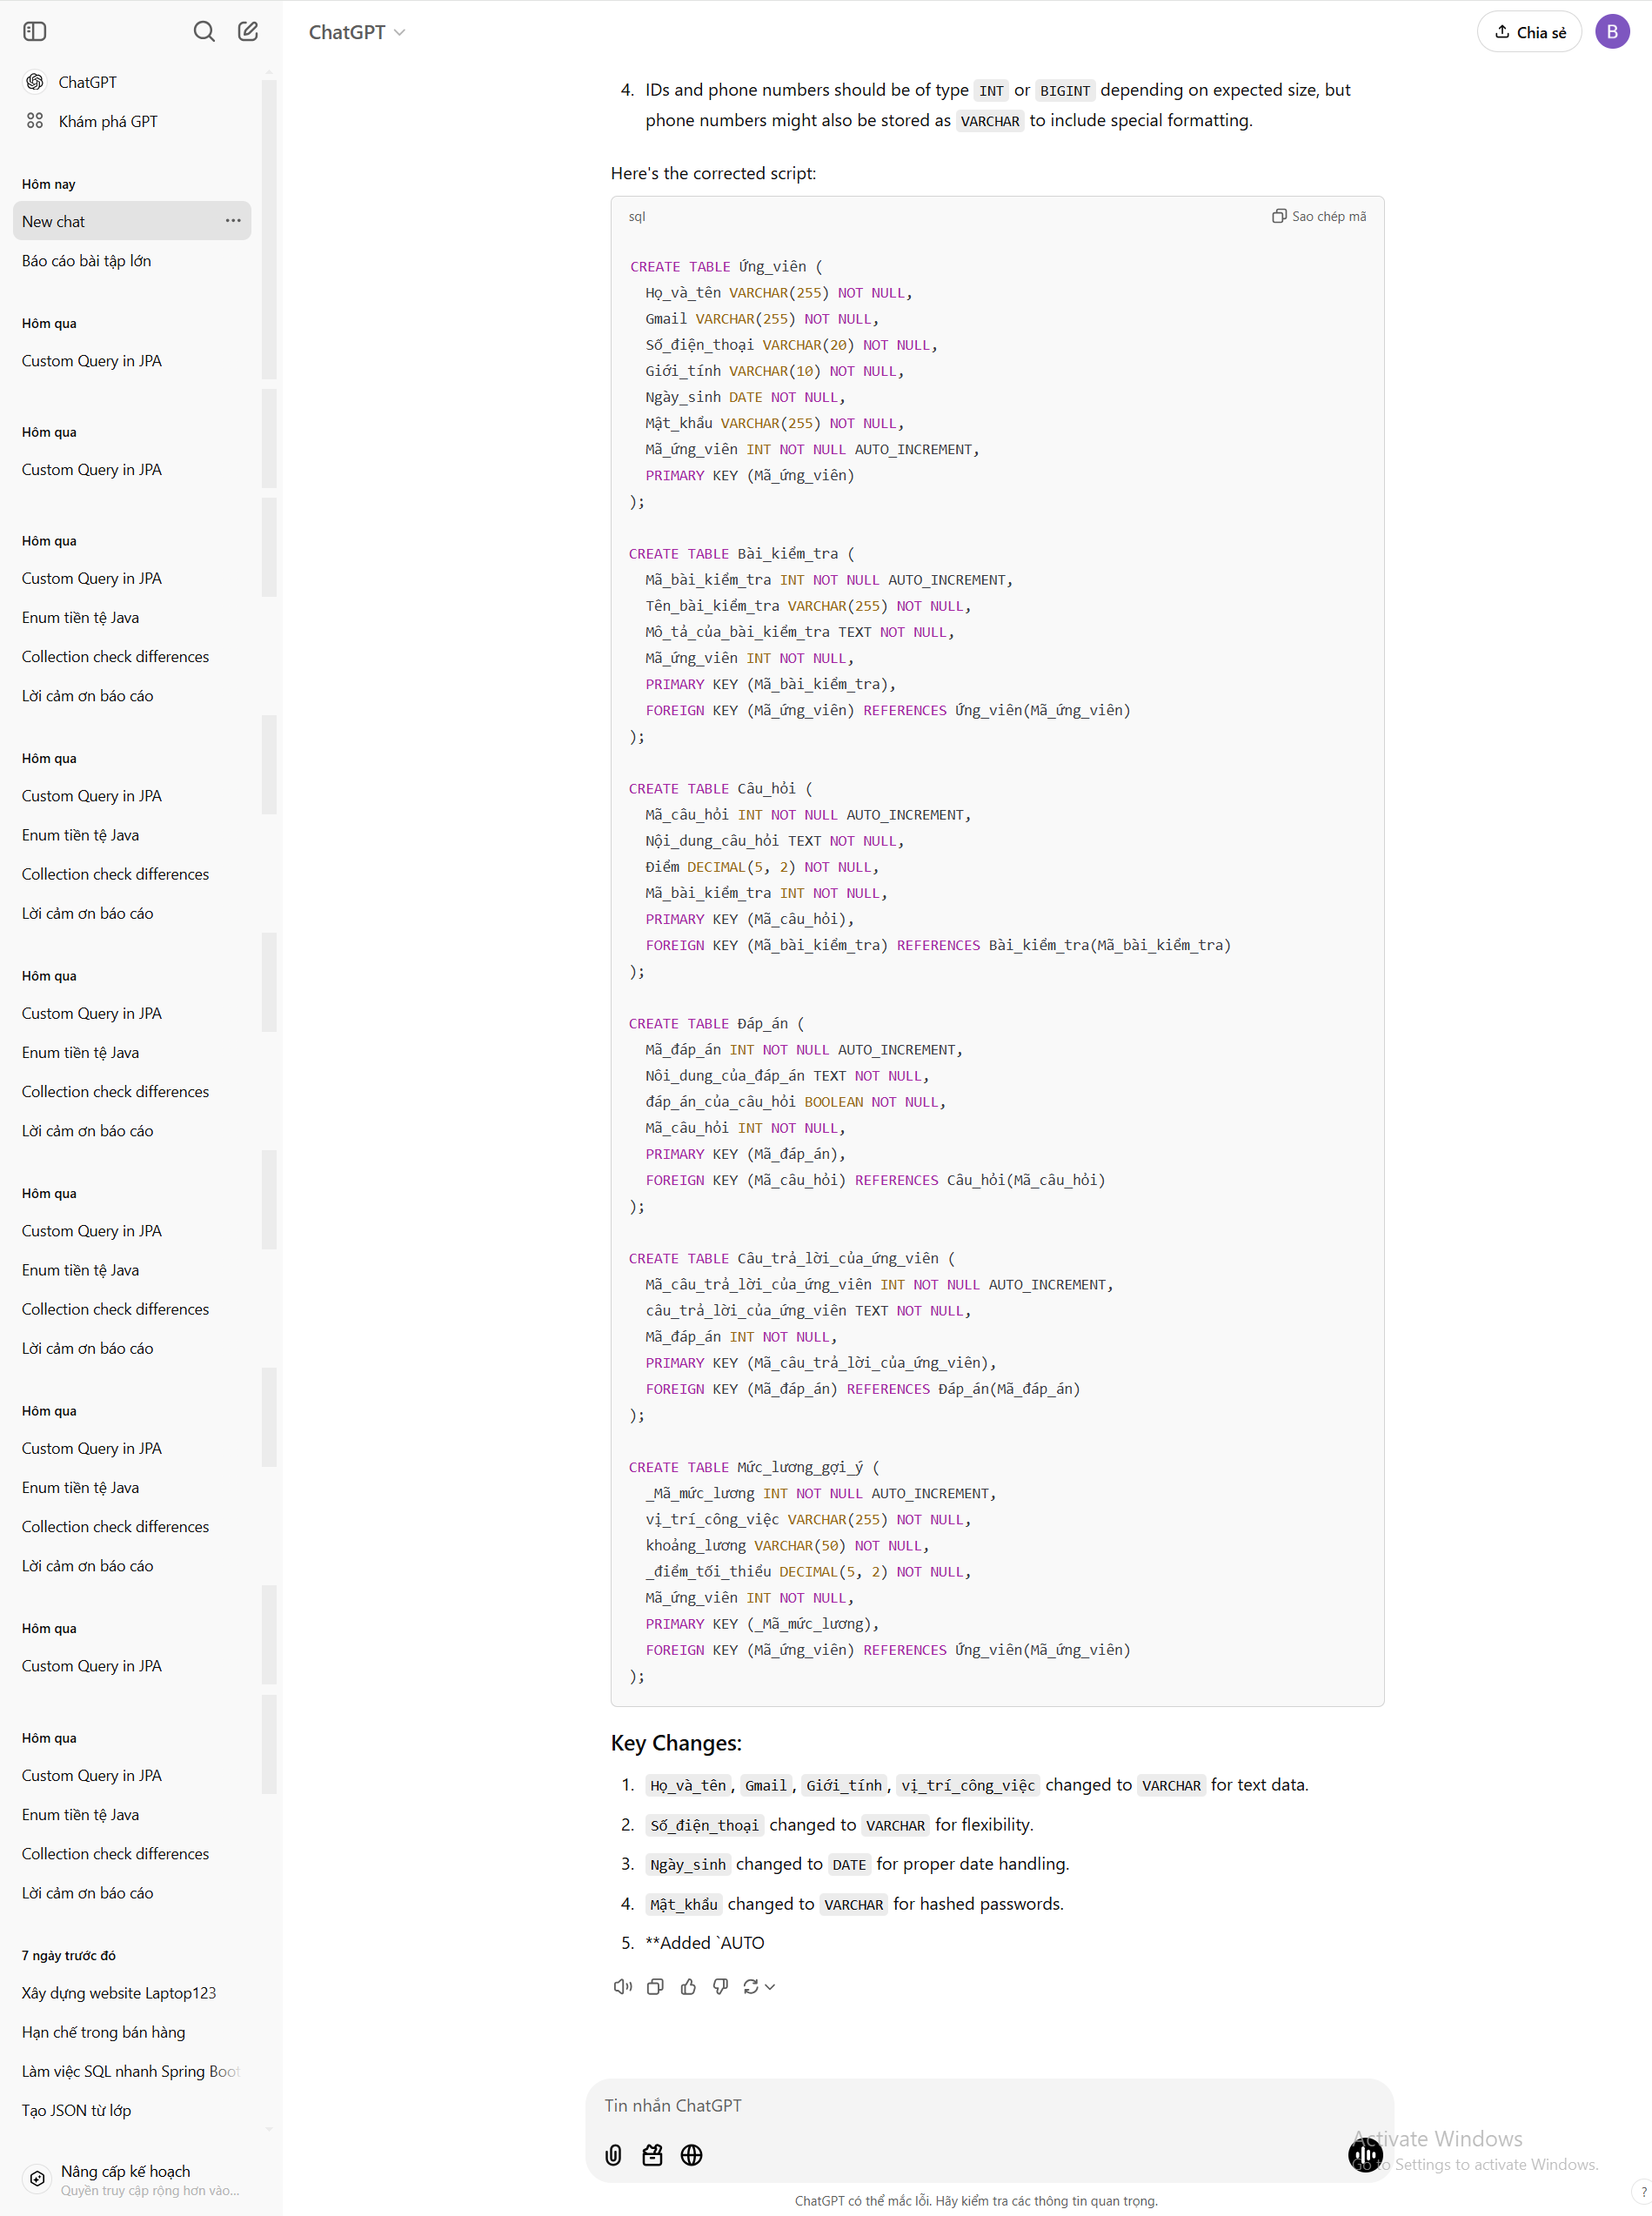 ChatGPT
Khám phá GPT
Hôm nay
New chat
Báo cáo bài tập lớn
Hôm qua
Custom Query in JPA
Hôm qua
Custom Query in JPA
Hôm qua
Custom Query in JPA
Enum tiền tệ Java
Collection check differences
Lời cảm ơn báo cáo
Hôm qua
Custom Query in JPA
Enum tiền tệ Java
Collection check differences
Lời cảm ơn báo cáo
Hôm qua
Custom Query in JPA
Enum tiền tệ Java
Collection check differences
Lời cảm ơn báo cáo
Hôm qua
Custom Query in JPA
Enum tiền tệ Java
Collection check differences
Lời cảm ơn báo cáo
Hôm qua
Custom Query in JPA
Enum tiền tệ Java
Collection check differences
Lời cảm ơn báo cáo
Hôm qua
Custom Query in JPA
Hôm qua
Custom Query in JPA
Enum tiền tệ Java
Collection check differences
Lời cảm ơn báo cáo
7 ngày trước đó
Xây dựng website Laptop123
Hạn chế trong bán hàng
Làm việc SQL nhanh Spring Boot
Tạo JSON từ lớp
Nâng cấp kế hoạch
Quyền truy cập rộng hơn vào...
ChatGPT
Chia sẻ
B
4. IDs and phone numbers should be of type INT or BIGINT depending on expected size, but
phone numbers might also be stored as VARCHAR to include special formatting.
Here's the corrected script:
sql
Sao chép mã
CREATE TABLE Ứng_viên (
Họ_và_tên VARCHAR(255) NOT NULL,
Gmail VARCHAR(255) NOT NULL,
Số_điện_thoại VARCHAR(20) NOT NULL,
Giới_tính VARCHAR(10) NOT NULL,
Ngày_sinh DATE NOT NULL,
Mật_khẩu VARCHAR(255) NOT NULL,
Mã_ứng_viên INT NOT NULL AUTO_INCREMENT,
PRIMARY KEY (Mã_ứng_viên)
);
CREATE TABLE Bài_kiểm_tra (
Mã_bài_kiểm_tra INT NOT NULL AUTO_INCREMENT,
Tên_bài_kiểm_tra VARCHAR(255) NOT NULL,
Mô_tả_của_bài_kiểm_tra TEXT NOT NULL,
Mã_ứng_viên INT NOT NULL,
PRIMARY KEY (Mã_bài_kiểm_tra),
FOREIGN KEY (Mã_ứng_viên) REFERENCES Ứng_viên(Mã_ứng_viên)
);
CREATE TABLE Câu_hỏi (
Mã_câu_hỏi INT NOT NULL AUTO_INCREMENT,
Nội_dung_câu_hỏi TEXT NOT NULL,
Điểm DECIMAL(5, 2) NOT NULL,
Mã_bài_kiểm_tra INT NOT NULL,
PRIMARY KEY (Mã_câu_hỏi),
FOREIGN KEY (Mã_bài_kiểm_tra) REFERENCES Bài_kiểm_tra(Mã_bài_kiểm_tra)
);
CREATE TABLE Đáp_án (
Mã_đáp_án INT NOT NULL AUTO_INCREMENT,
Nôi_dung_của_đáp_án TEXT NOT NULL,
đáp_án_của_câu_hỏi BOOLEAN NOT NULL,
Mã_câu_hỏi INT NOT NULL,
PRIMARY KEY (Mã_đáp_án),
FOREIGN KEY (Mã_câu_hỏi) REFERENCES Câu_hỏi(Mã_câu_hỏi)
);
CREATE TABLE Câu_trả_lời_của_ứng_viên (
Mã_câu_trả_lời_của_ứng_viên INT NOT NULL AUTO_INCREMENT,
câu_trả_lời_của_ứng_viên TEXT NOT NULL,
Mã_đáp_án INT NOT NULL,
PRIMARY KEY (Mã_câu_trả_lời_của_ứng_viên),
FOREIGN KEY (Mã_đáp_án) REFERENCES Đáp_án(Mã_đáp_án)
);
CREATE TABLE Mức_lương_gợi_ý (
_Mã_mức_lương INT NOT NULL AUTO_INCREMENT,
vị_trí_công_việc VARCHAR(255) NOT NULL,
khoảng_lương VARCHAR(50) NOT NULL,
_điểm_tối_thiểu DECIMAL(5, 2) NOT NULL,
Mã_ứng_viên INT NOT NULL,
PRIMARY KEY (_Mã_mức_lương),
FOREIGN KEY (Mã_ứng_viên) REFERENCES Ứng_viên(Mã_ứng_viên)
);
Key Changes:
1. Họ_và_tên, Gmail, Giới_tính, vị_trí_công_việc changed to VARCHAR for text data.
2. Số_điện_thoại changed to VARCHAR for flexibility.
3. Ngày_sinh changed to DATE for proper date handling.
4. Mật_khẩu changed to VARCHAR for hashed passwords.
5. **Added `AUTO
Tin nhắn ChatGPT
Activate Windows
Go to Settings to activate Windows.
ChatGPT có thể mắc lỗi. Hãy kiểm tra các thông tin quan trọng.
?